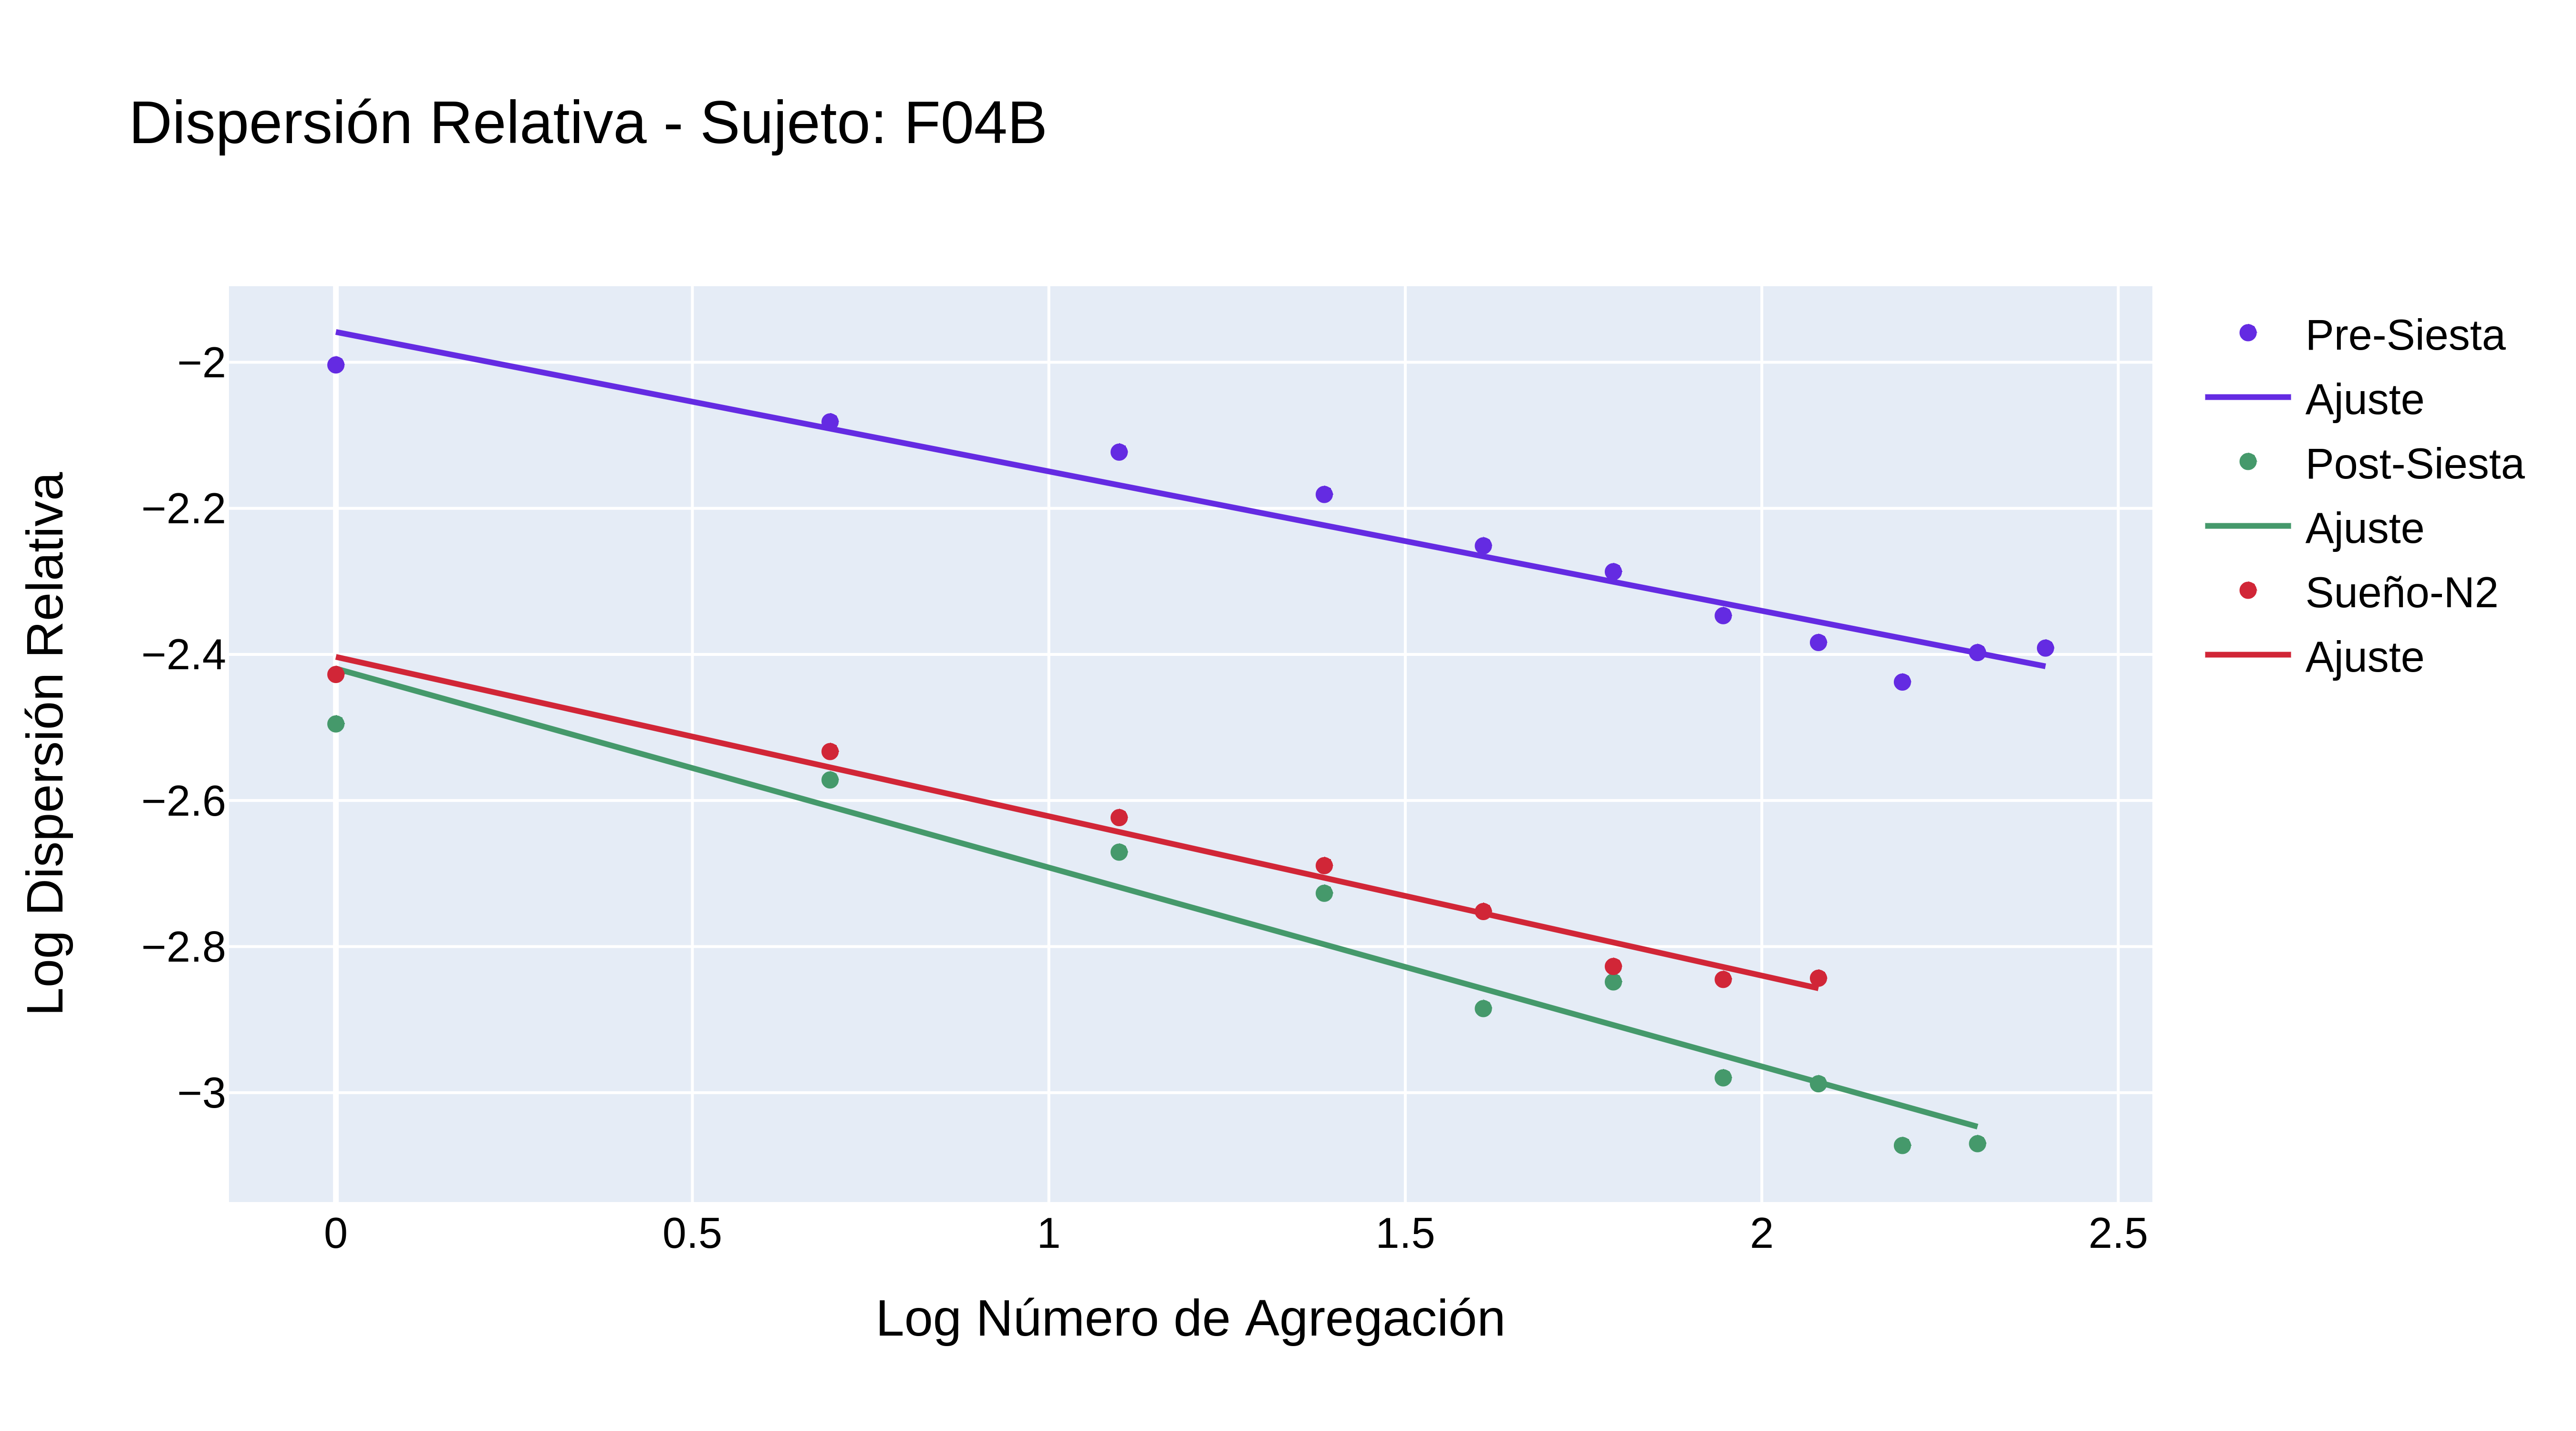 Dispersión Relativa - Sujeto: F04B
Log Dispersión Relativa
−2
−2.2
−2.4
−2.6
−2.8
−3
0
0.5
1
1.5
2
2.5
Log Número de Agregación
Pre-Siesta
Ajuste
Post-Siesta
Ajuste
Sueño-N2
Ajuste